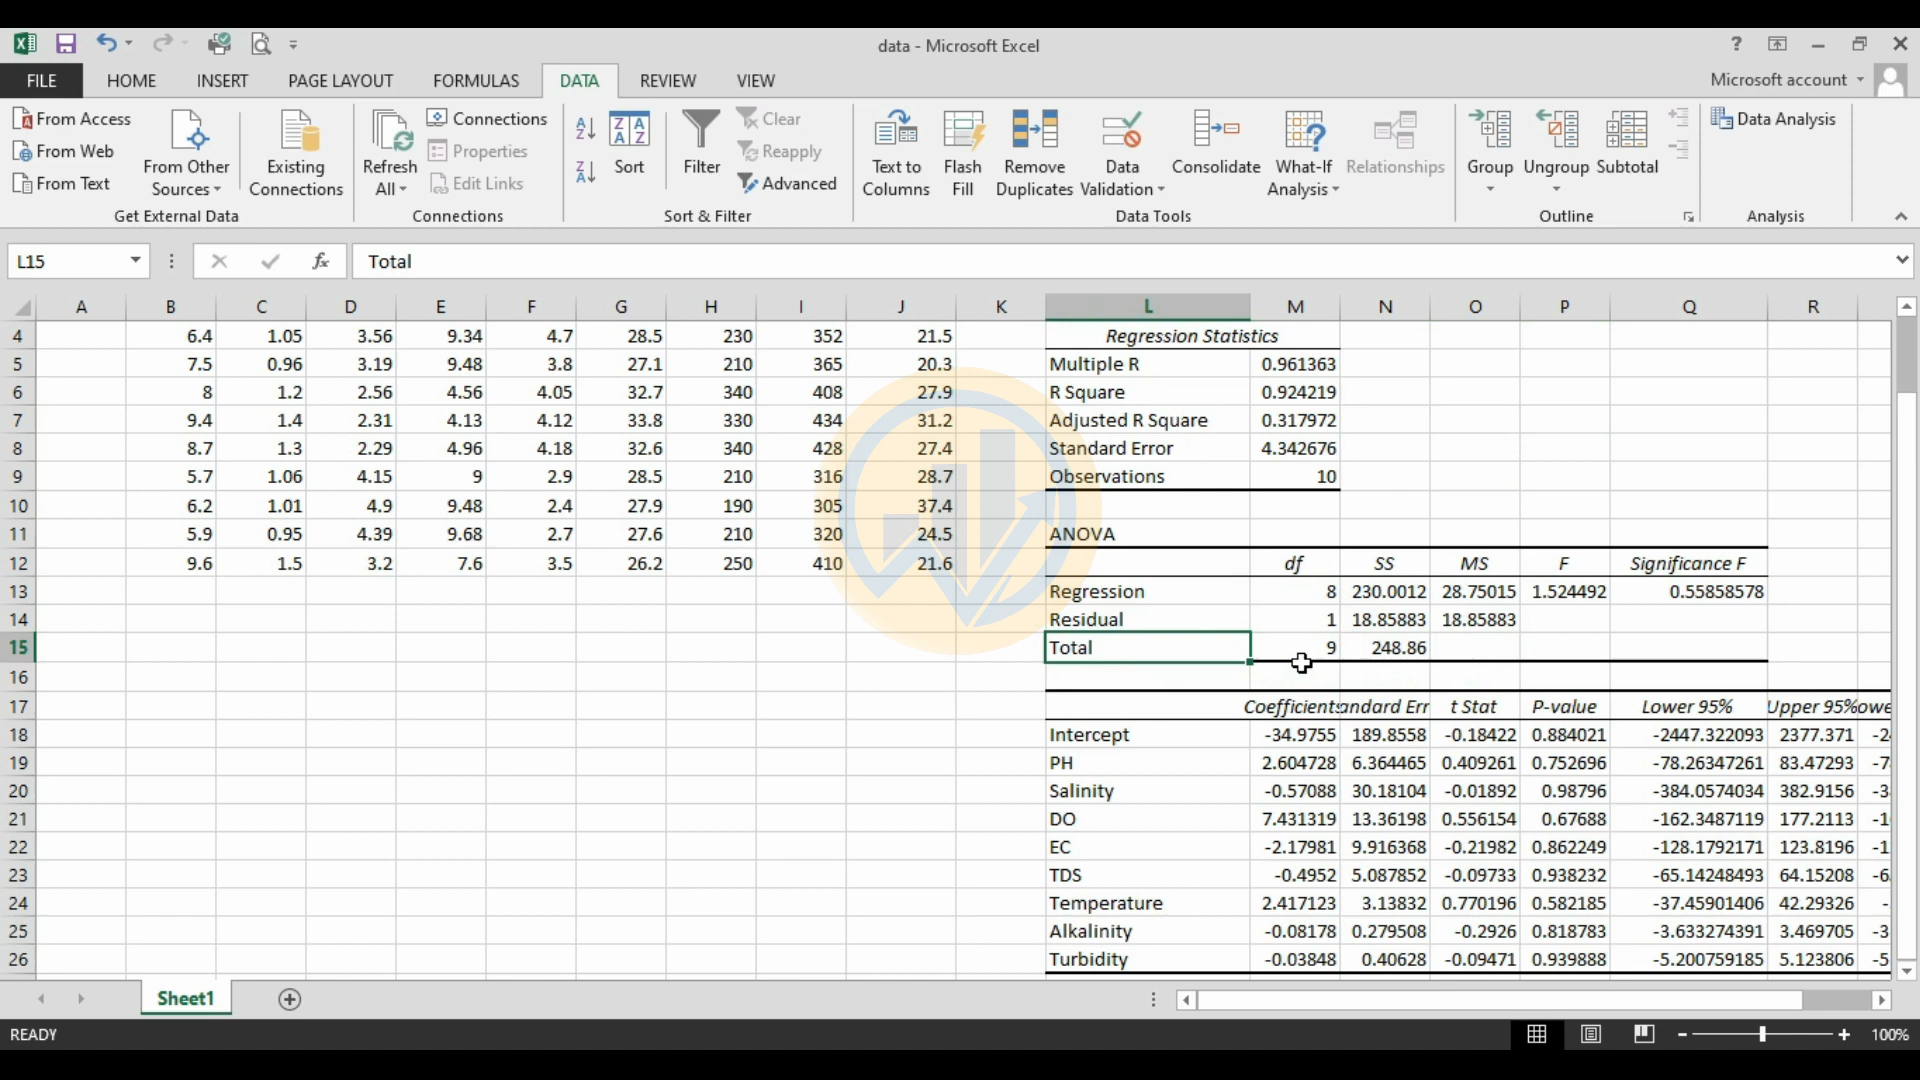 data - Microsoft Excel
FILE HOME INSERT PAGE LAYOUT FORMULAS DATA REVIEW VIEW Microsoft account
From Access
From Web
From Text
From Other
Sources
Existing
Connections
Get External Data
Refresh
All
Connections
Properties
Edit Links
Connections
Sort
Filter
Clear
Reapply
Advanced
Sort & Filter
Text to
Columns
Flash
Fill
Remove
Duplicates
Data
Validation
Consolidate
What-If
Analysis
Relationships
Data Tools
Group
Ungroup
Subtotal
Outline
Data Analysis
Analysis
L15 fx Total
A B C D E F G H I J K L M N O P Q R
4 6.4 1.05 3.56 9.34 4.7 28.5 230 352 21.5 Regression Statistics
5 7.5 0.96 3.19 9.48 3.8 27.1 210 365 20.3 Multiple R 0.961363
6 8 1.2 2.56 4.56 4.05 32.7 340 408 27.9 R Square 0.924219
7 9.4 1.4 2.31 4.13 4.12 33.8 330 434 31.2 Adjusted R Square 0.317972
8 8.7 1.3 2.29 4.96 4.18 32.6 340 428 27.4 Standard Error 4.342676
9 5.7 1.06 4.15 9 2.9 28.5 210 316 28.7 Observations 10
10 6.2 1.01 4.9 9.48 2.4 27.9 190 305 37.4
11 5.9 0.95 4.39 9.68 2.7 27.6 210 320 24.5 ANOVA
12 9.6 1.5 3.2 7.6 3.5 26.2 250 410 21.6 df SS MS F Significance F
13 Regression 8 230.0012 28.75015 1.524492 0.55858578
14 Residual 1 18.85883 18.85883
15 Total 9 248.86
16
17 Coefficients andard Err t Stat P-value Lower 95% Upper 95% owe
18 Intercept -34.9755 189.8558 -0.18422 0.884021 -2447.322093 2377.371 -24
19 PH 2.604728 6.364465 0.409261 0.752696 -78.26347261 83.47293 -7
20 Salinity -0.57088 30.18104 -0.01892 0.98796 -384.0574034 382.9156 -3
21 DO 7.431319 13.36198 0.556154 0.67688 -162.3487119 177.2113 -1
22 EC -2.17981 9.916368 -0.21982 0.862249 -128.1792171 123.8196 -1
23 TDS -0.4952 5.087852 -0.09733 0.938232 -65.14248493 64.15208 -6
24 Temperature 2.417123 3.13832 0.770196 0.582185 -37.45901406 42.29326 -
25 Alkalinity -0.08178 0.279508 -0.2926 0.818783 -3.633274391 3.469705 -3
26 Turbidity -0.03848 0.40628 -0.09471 0.939888 -5.200759185 5.123806 -5
Sheet1
READY 100%